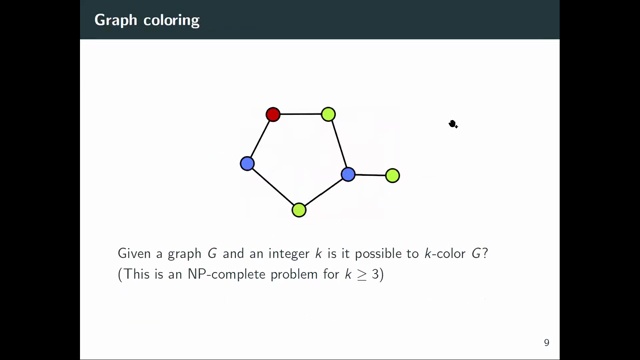 Graph coloring
Given a graph G and an integer k is it possible to k-color G?
(This is an NP-complete problem for k ≥ 3)
9